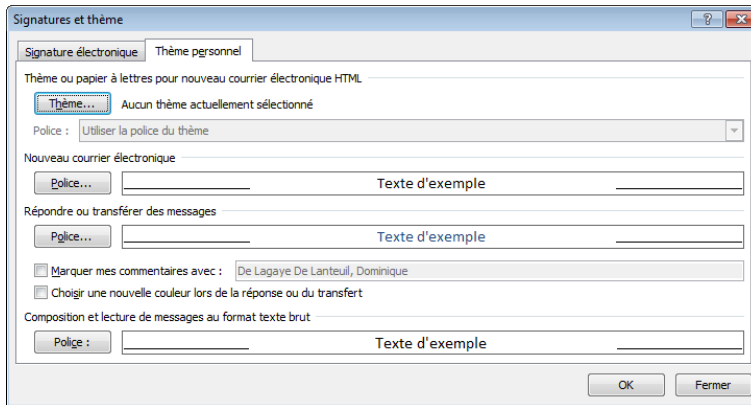 Signatures et thème
Signature électronique
Thème personnel
Thème ou papier à lettres pour nouveau courrier électronique HTML
Thème... Aucun thème actuellement sélectionné
Police : Utiliser la police du thème
Nouveau courrier électronique
Police... Texte d'exemple
Répondre ou transférer des messages
Police... Texte d'exemple
Marquer mes commentaires avec : De Lagaye De Lanteuil, Dominique
Choisir une nouvelle couleur lors de la réponse ou du transfert
Composition et lecture de messages au format texte brut
Police : Texte d'exemple
OK Fermer